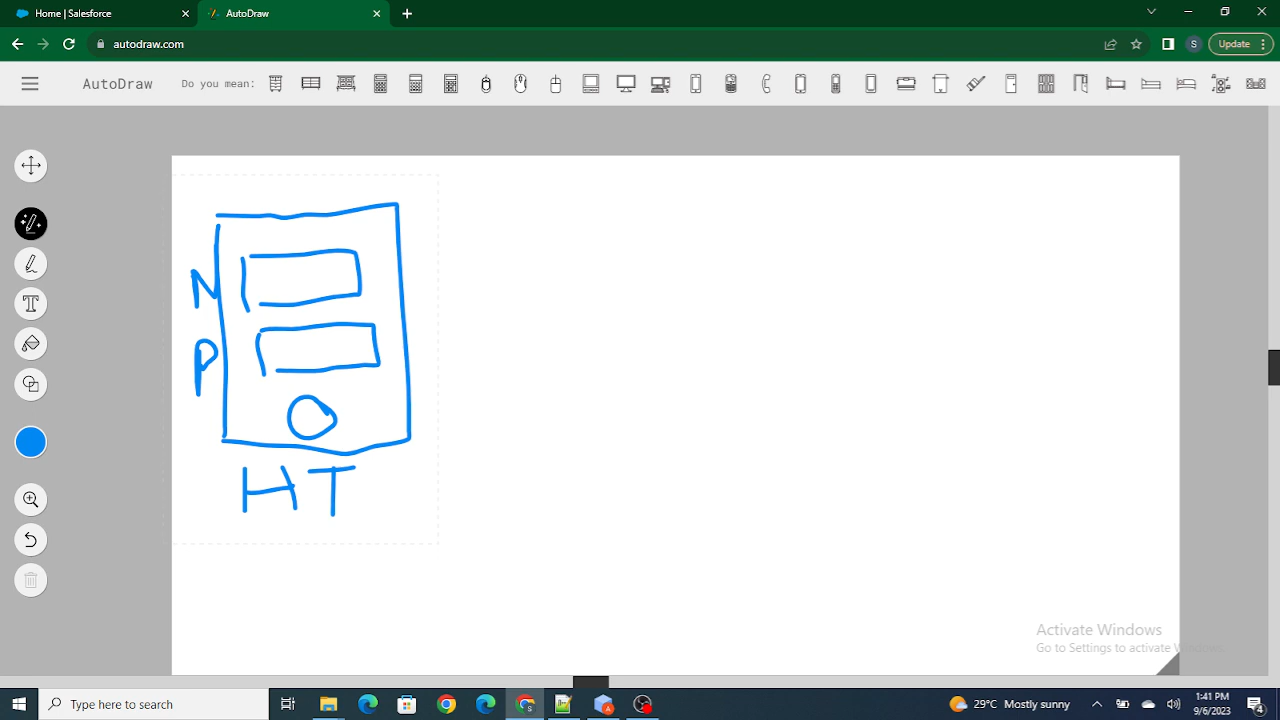 Home | Salesforce
AutoDraw
autodraw.com
S
Update
AutoDraw
Do you mean:
N
P
HT
Activate Windows
Go to Settings to activate Windows.
Type here to search
29°C Mostly sunny
1:41 PM
9/6/2023
4